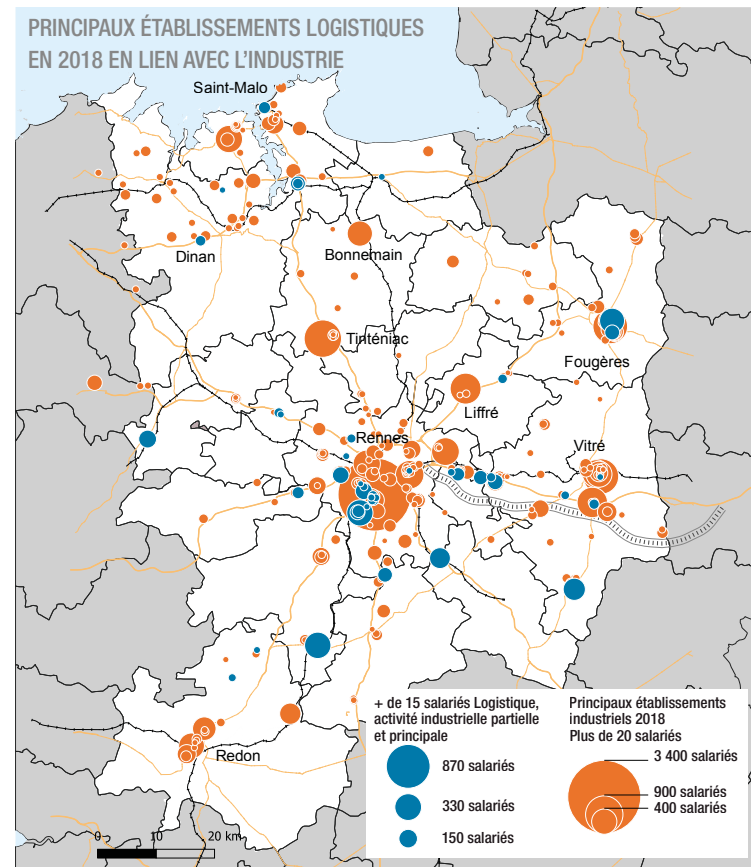 PRINCIPAUX ÉTABLISSEMENTS LOGISTIQUES
EN 2018 EN LIEN AVEC L'INDUSTRIE
Saint-Malo
Dinan
Bonnemain
Tinténiac
Fougères
Liffré
Rennes
Vitré
Redon
0 10 20 km
+ de 15 salariés Logistique,
activité industrielle partielle
et principale
870 salariés
330 salariés
150 salariés
Principaux établissements
industriels 2018
Plus de 20 salariés
3 400 salariés
900 salariés
400 salariés